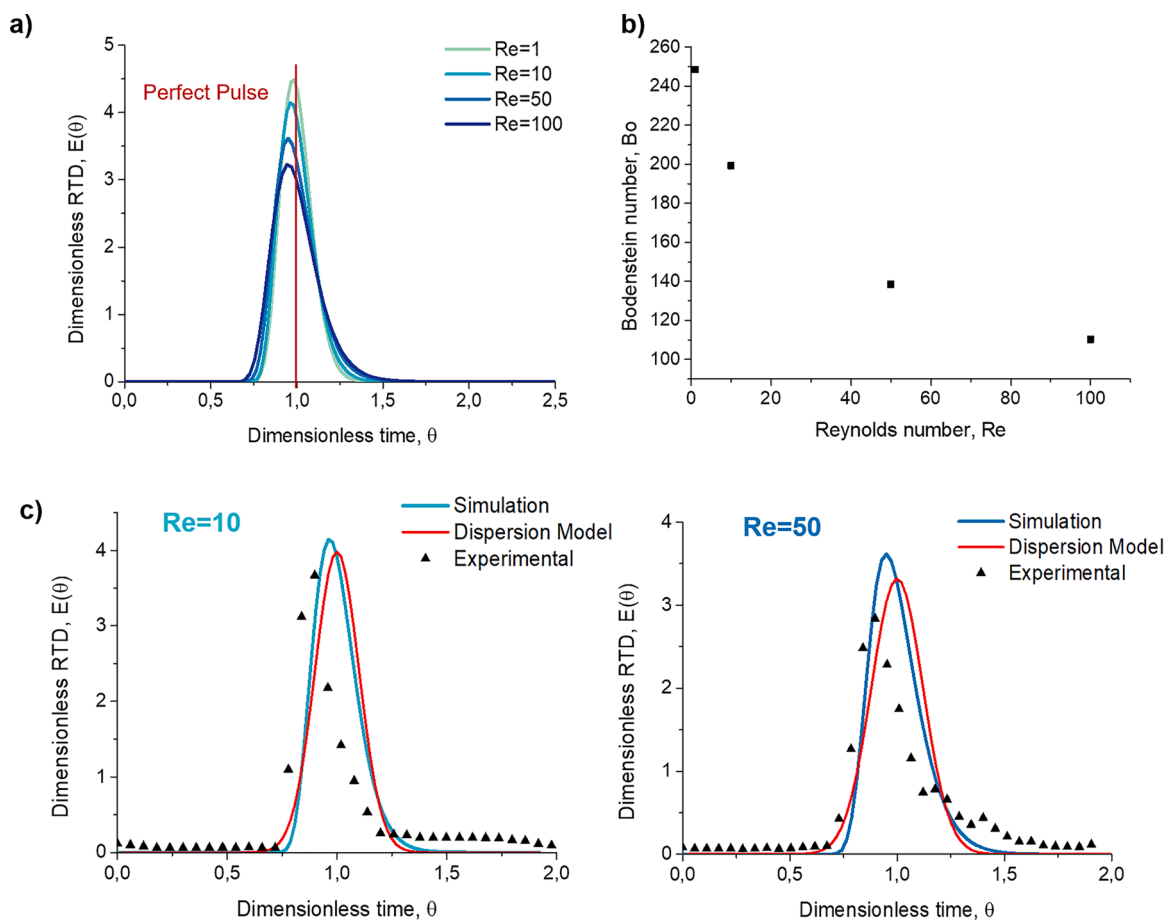 a)
Dimensionless RTD, E(θ)
5
4
3
2
1
0
0,0
0,5
1,0
1,5
2,0
2,5
Dimensionless time, θ
Perfect Pulse
Re=1
Re=10
Re=50
Re=100
b)
Bodenstein number, Bo
260
240
220
200
180
160
140
120
100
0
20
40
60
80
100
Reynolds number, Re
c)
Re=10
Simulation
Dispersion Model
Experimental
Dimensionless RTD, E(θ)
4
3
2
1
0
0,0
0,5
1,0
1,5
2,0
Dimensionless time, θ
Re=50
Simulation
Dispersion Model
Experimental
Dimensionless RTD, E(θ)
4
3
2
1
0
0,0
0,5
1,0
1,5
2,0
Dimensionless time, θ